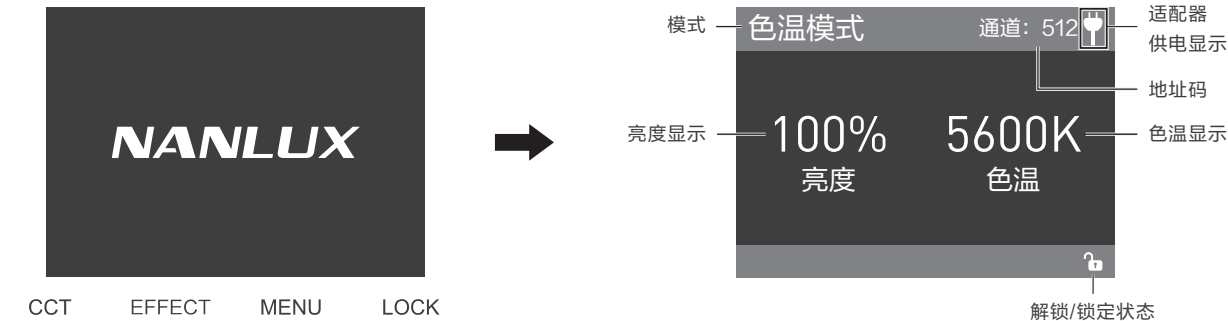 NANLUX
CCT EFFECT MENU LOCK
模式
色温模式 通道：512
适配器
供电显示
地址码
亮度显示
100% 5600K
色温显示
亮度 色温
解锁/锁定状态